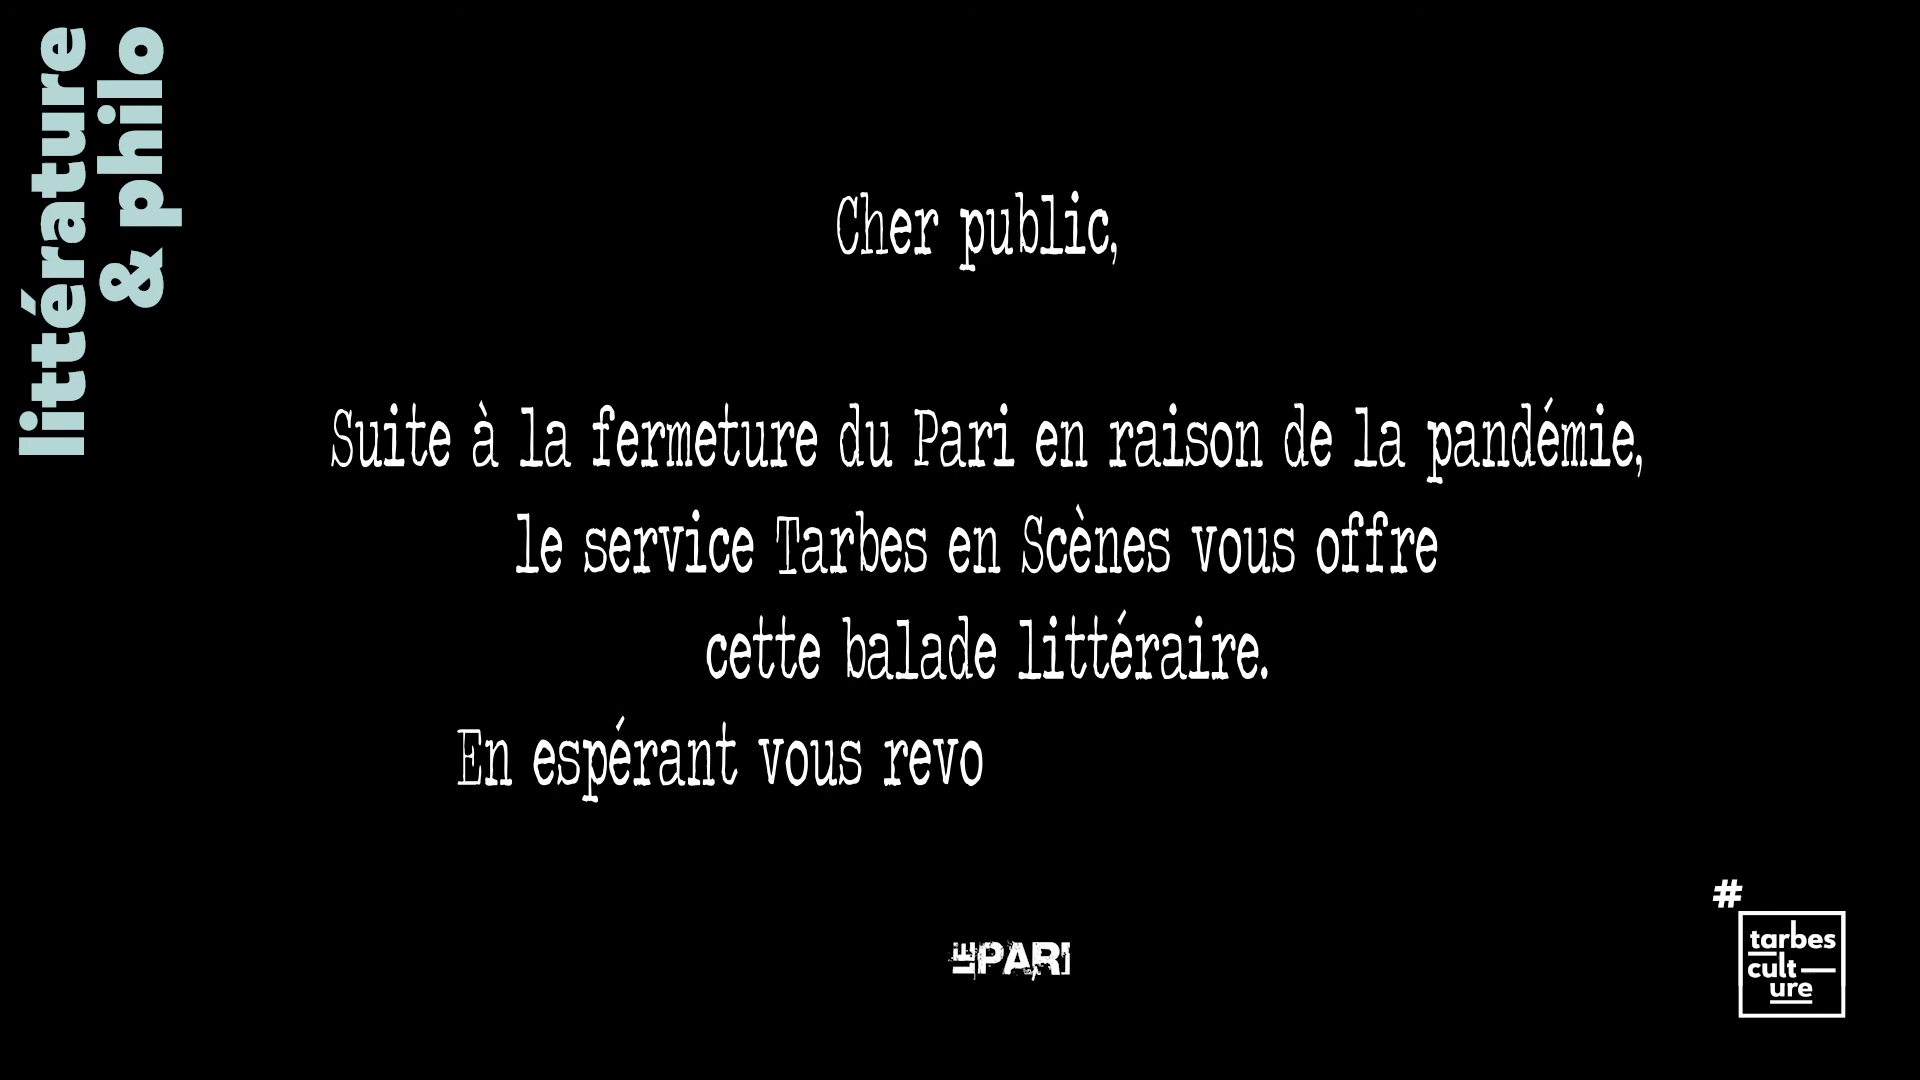 littérature
& philo
Cher public,
Suite à la fermeture du Pari en raison de la pandémie,
le service Tarbes en Scènes vous offre
cette balade littéraire.
En espérant vous revo
LE PARI
#
tarbes
cult
ure